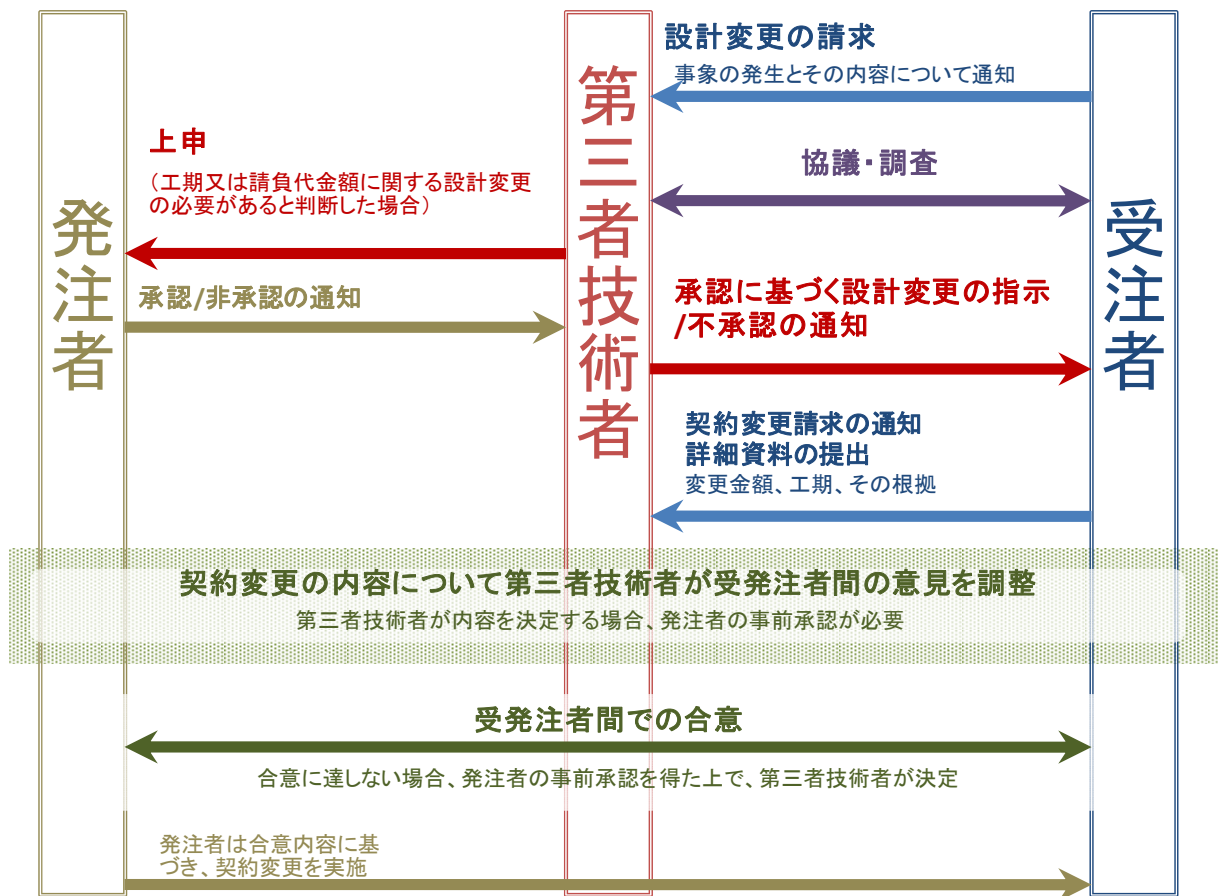 発注者
第三者技術者
受注者
設計変更の請求
事象の発生とその内容について通知
協議・調査
上申
（工期又は請負代金額に関する設計変更
の必要があると判断した場合）
承認/非承認の通知
承認に基づく設計変更の指示
/不承認の通知
契約変更請求の通知
詳細資料の提出
変更金額、工期、その根拠
契約変更の内容について第三者技術者が受発注者間の意見を調整
第三者技術者が内容を決定する場合、発注者の事前承認が必要
受発注者間での合意
合意に達しない場合、発注者の事前承認を得た上で、第三者技術者が決定
発注者は合意内容に基
づき、契約変更を実施